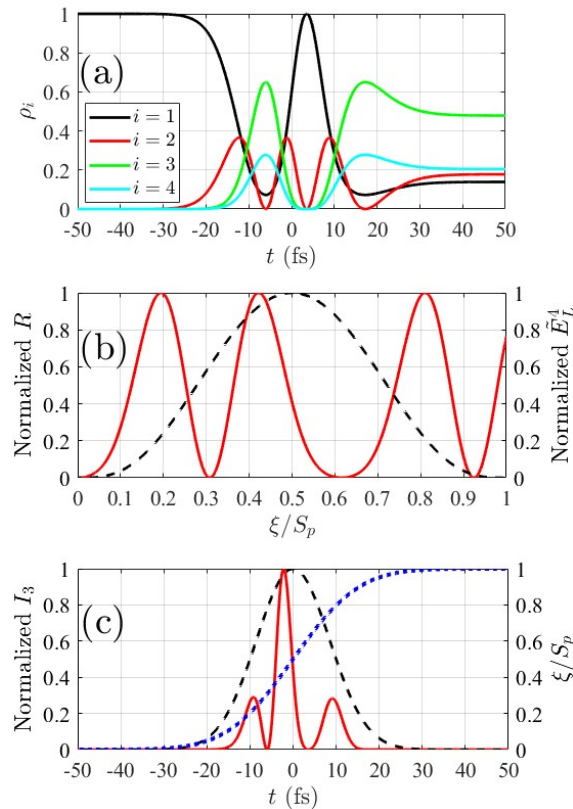 1
0.8
0.6
0.4
0.2
0
ρ_i
(a)
i = 1
i = 2
i = 3
i = 4
-50 -40 -30 -20 -10 0 10 20 30 40 50
t (fs)
1
0.8
0.6
0.4
0.2
0
Normalized R
(b)
1
0.8
0.6
0.4
0.2
0
Normalized Ẽ_L^4
0 0.1 0.2 0.3 0.4 0.5 0.6 0.7 0.8 0.9 1
ξ/S_p
1
0.8
0.6
0.4
0.2
0
Normalized I_3
(c)
1
0.8
0.6
0.4
0.2
0
ξ/S_p
-50 -40 -30 -20 -10 0 10 20 30 40 50
t (fs)